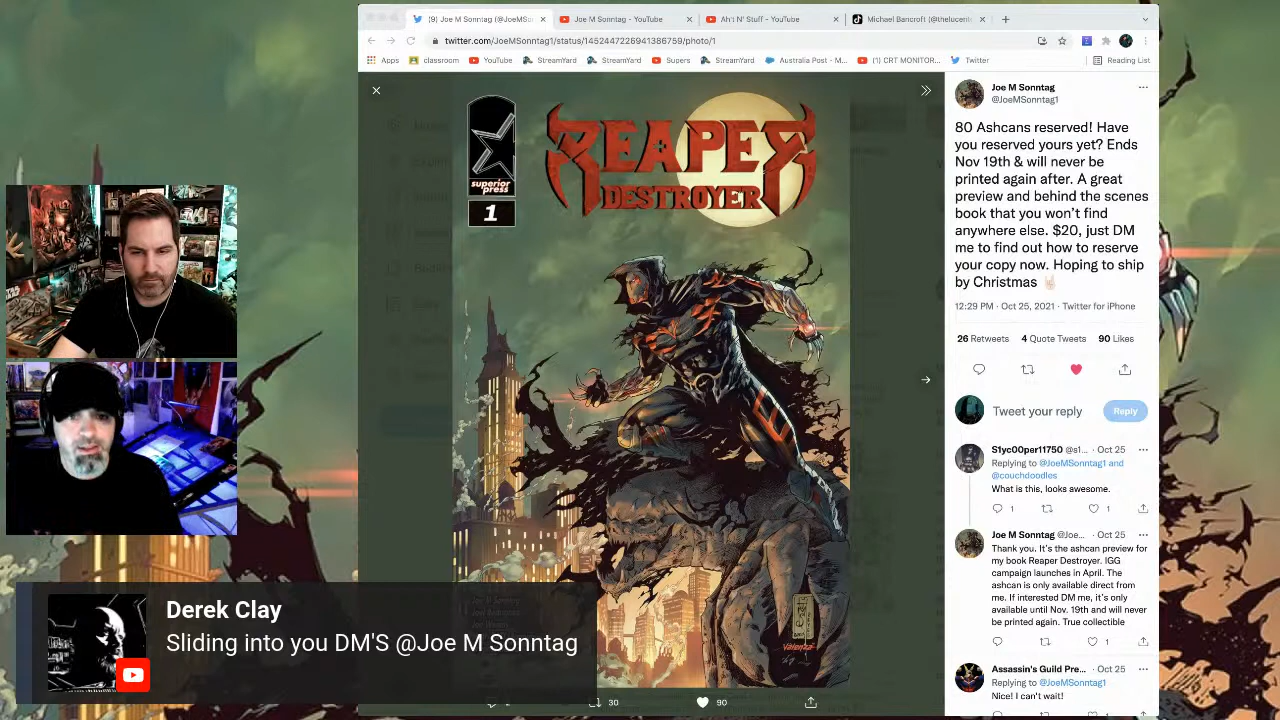 (9) Joe M Sonntag (@JoeMSo
Joe M Sonntag - YouTube
Ah't N' Stuff - YouTube
Michael Bancroft (@thelucent
twitter.com/JoeMSonntag1/status/1452447226941386759/photo/1
Apps
classroom
YouTube
StreamYard
StreamYard
Supers
StreamYard
Australia Post - M...
(1) CRT MONITOR...
Twitter
Reading List
superior
press
1
REAPER
DESTROYER
Valenza
30
90
Joe M Sonntag
@JoeMSonntag1
80 Ashcans reserved! Have
you reserved yours yet? Ends
Nov 19th & will never be
printed again after. A great
preview and behind the scenes
book that you won't find
anywhere else. $20, just DM
me to find out how to reserve
your copy now. Hoping to ship
by Christmas ✌🏻
12:29 PM · Oct 25, 2021 · Twitter for iPhone
26 Retweets 4 Quote Tweets 90 Likes
Tweet your reply
Reply
S1yc00per11750 @s1... · Oct 25
Replying to @JoeMSonntag1 and
@couchdoodles
What is this, looks awesome.
1 1
Joe M Sonntag @Joe... · Oct 25
Thank you. It's the ashcan preview for
my book Reaper Destroyer. IGG
campaign launches in April. The
ashcan is only available direct from
me. If interested DM me, it's only
available until Nov. 19th and will never
be printed again. True collectible
1
Assassin's Guild Pre... · Oct 25
Replying to @JoeMSonntag1
Nice! I can't wait!
Derek Clay
Sliding into you DM'S @Joe M Sonntag